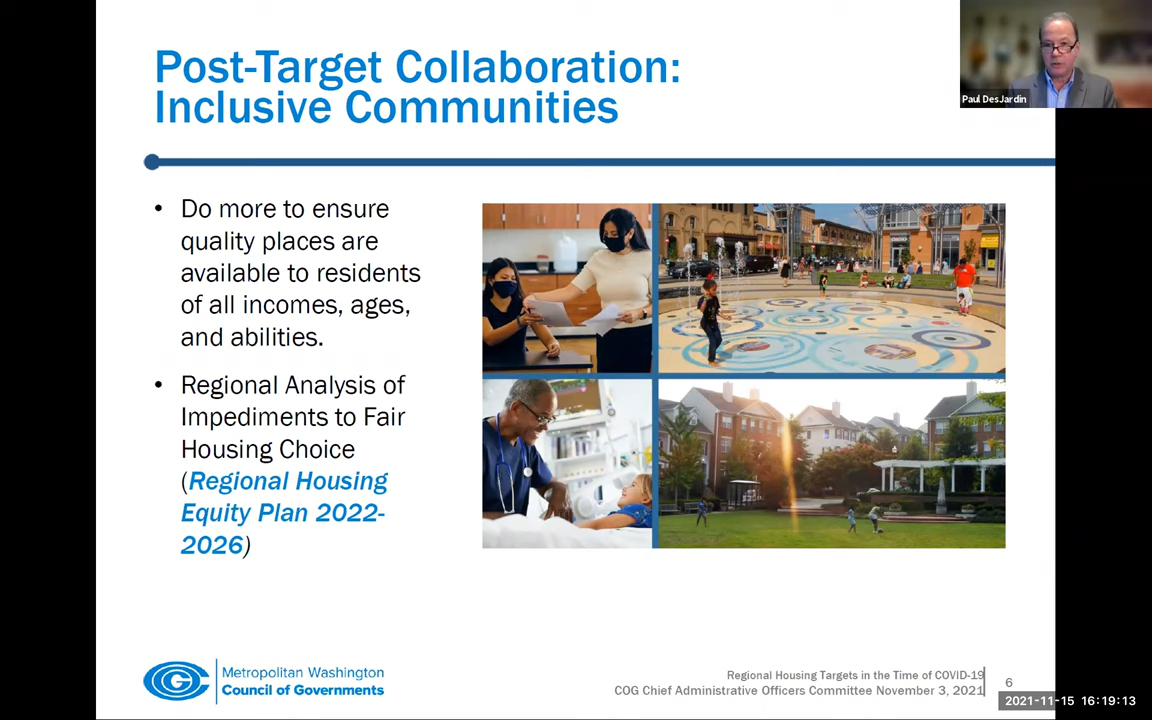 Post-Target Collaboration:
Inclusive Communities
Paul DesJardin
• Do more to ensure
quality places are
available to residents
of all incomes, ages,
and abilities.
• Regional Analysis of
Impediments to Fair
Housing Choice
(Regional Housing
Equity Plan 2022-
2026)
Metropolitan Washington
Council of Governments
Regional Housing Targets in the Time of COVID-19
COG Chief Administrative Officers Committee November 3, 2021
6
2021-11-15 16:19:13